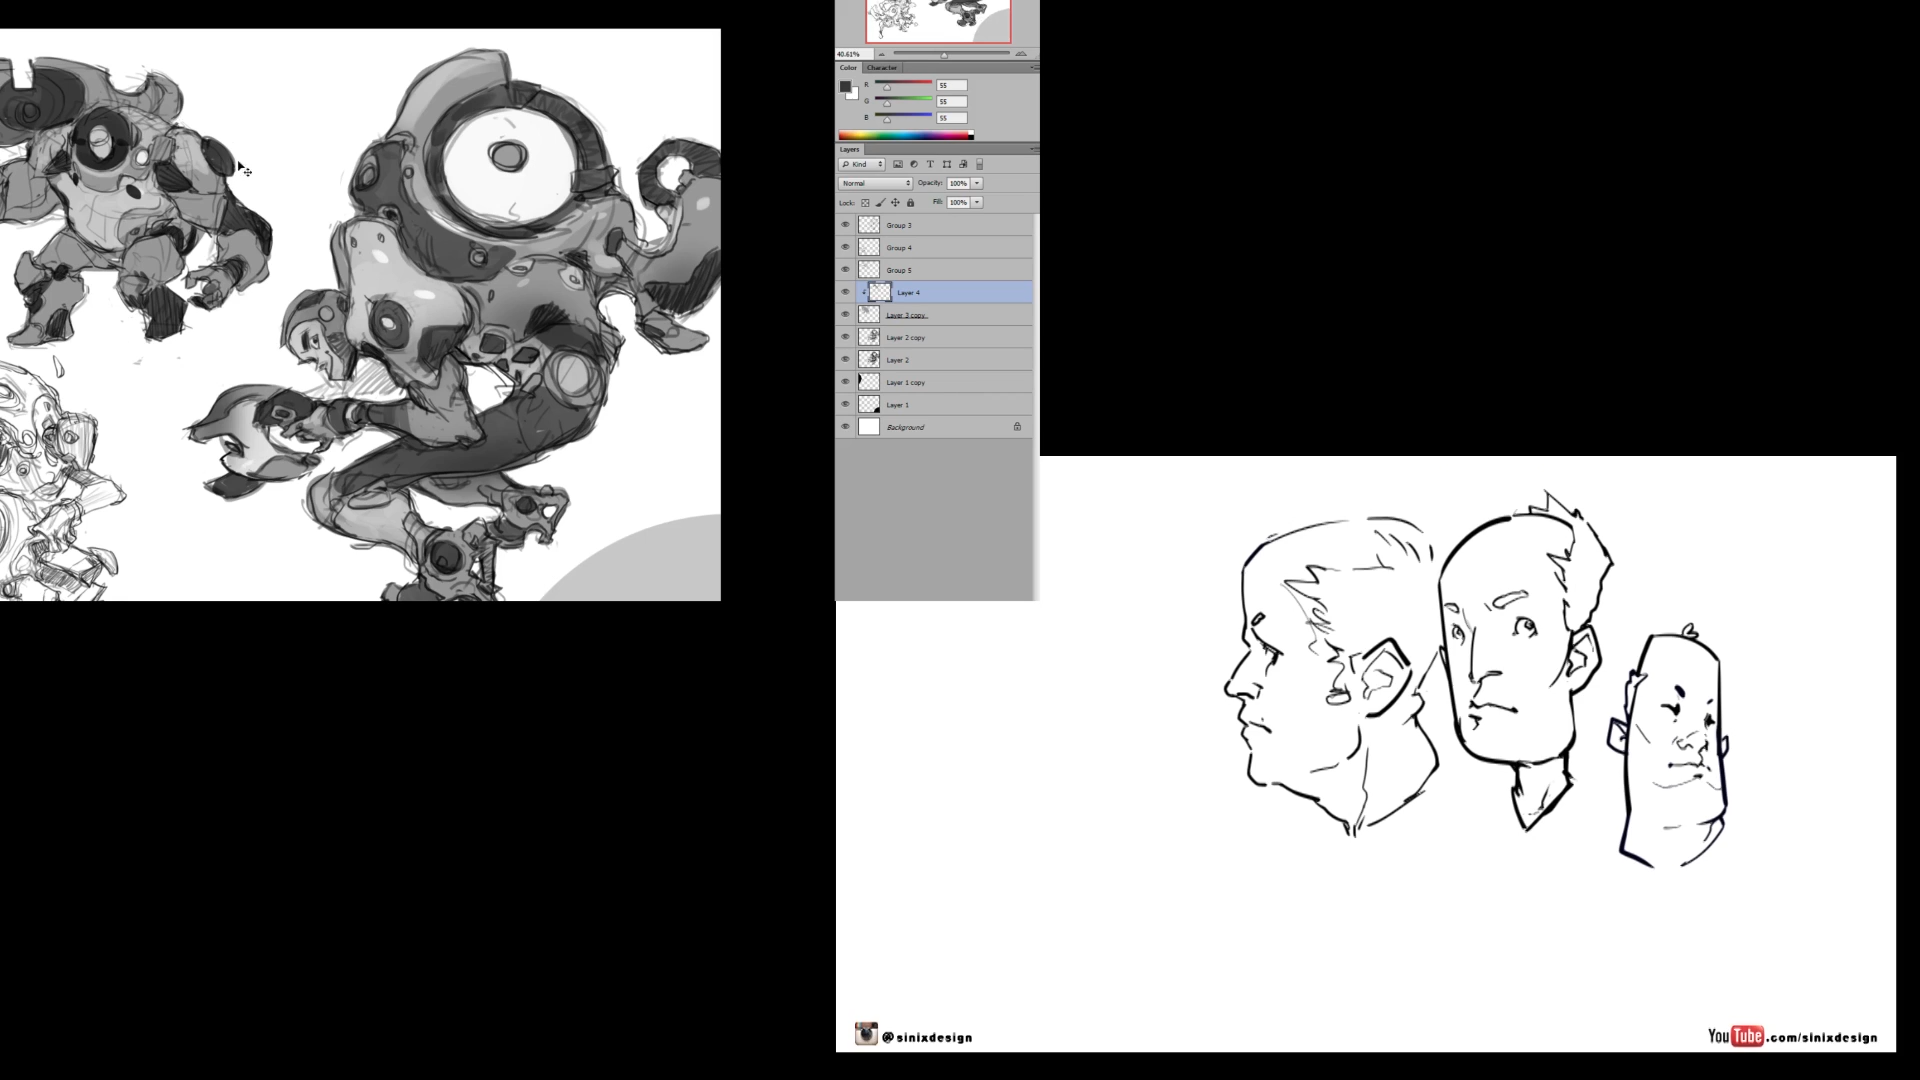 40.61%
Color Character
R 55
G 55
B 55
Layers
Kind T
Normal Opacity: 100%
Lock: Fill: 100%
Group 3
Group 4
Group 5
Layer 4
Layer 3 copy
Layer 2 copy
Layer 2
Layer 1 copy
Layer 1
Background
@sinixdesign
YouTube.com/sinixdesign